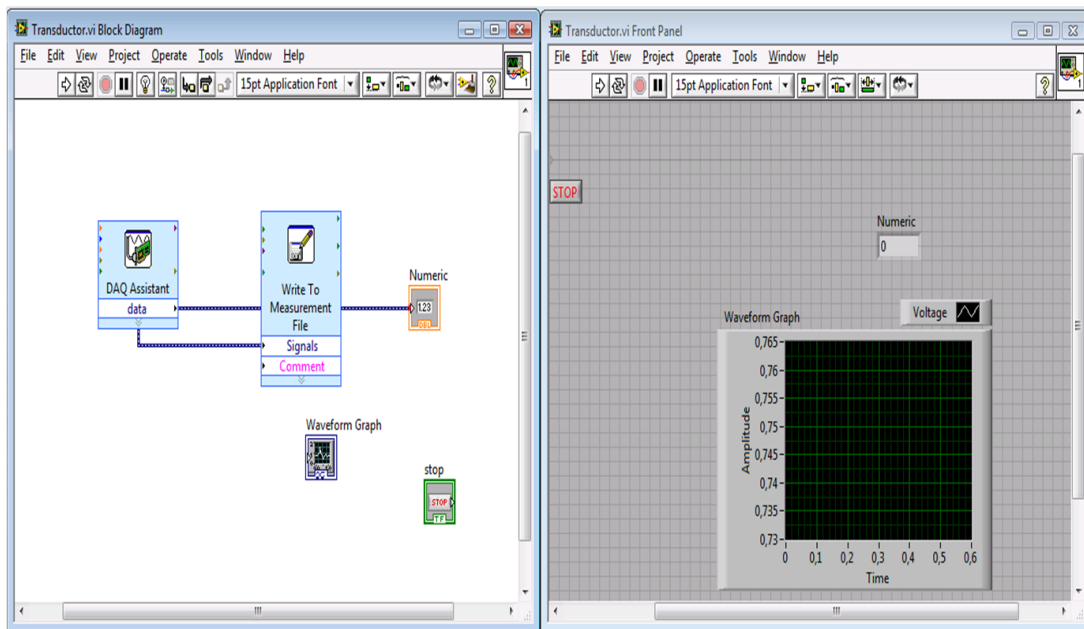 Transductor.vi Block Diagram
File Edit View Project Operate Tools Window Help
15pt Application Font
1
DAQ Assistant
data
Write To
Measurement
File
Signals
Comment
Numeric
1.23
DBL
Waveform Graph
stop
STOP
TF
Transductor.vi Front Panel
File Edit View Project Operate Tools Window Help
15pt Application Font
1
STOP
Numeric
0
Waveform Graph
Voltage
0,765
0,76
0,755
0,75
0,745
0,74
0,735
0,73
Amplitude
0 0,1 0,2 0,3 0,4 0,5 0,6
Time